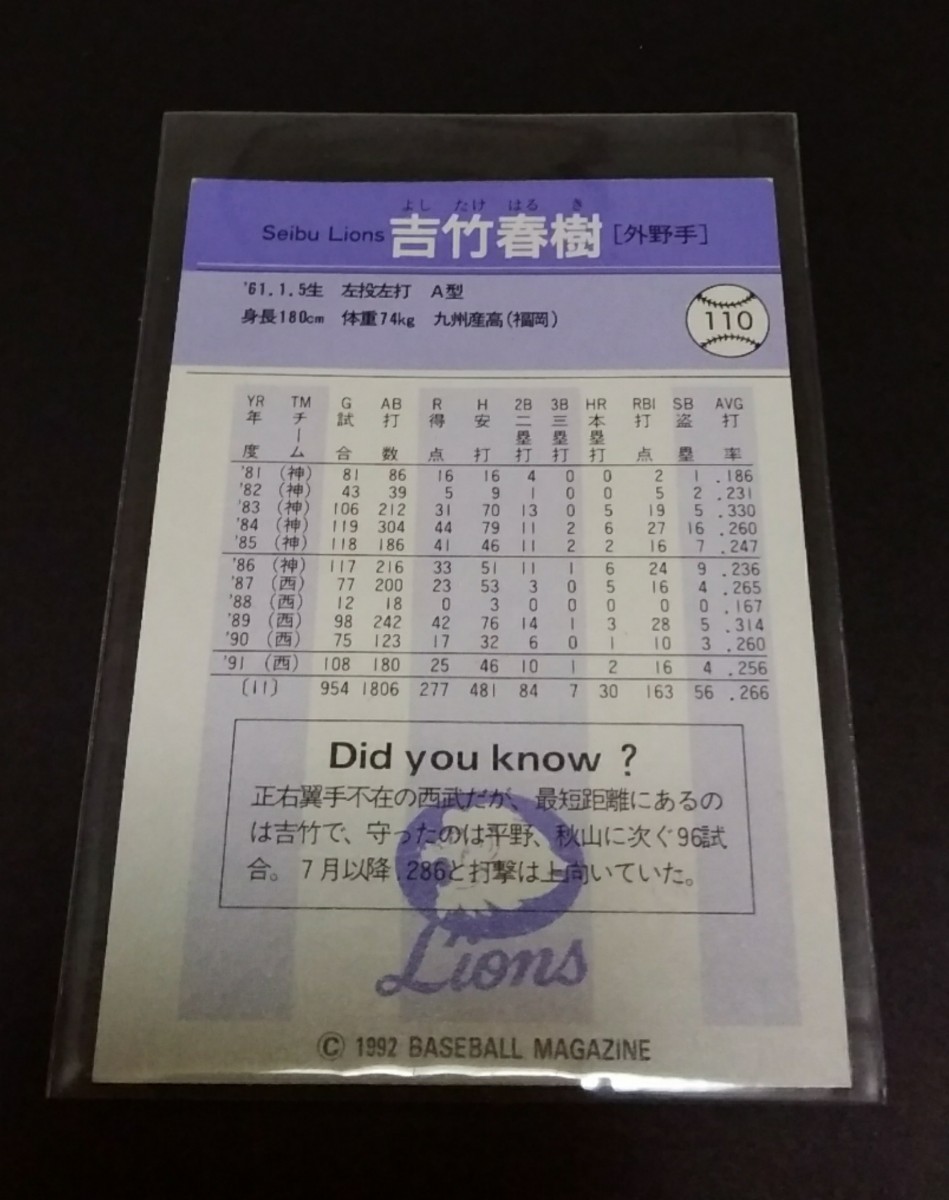 よし たけ はる き
Seibu Lions 吉竹春樹 [外野手]
'61.1.5生 左投左打 A型
身長180cm 体重74kg 九州産高(福岡)
110
YR TM G AB R H 2B 3B HR RBI SB AVG
年度 チーム 試合 打数 得点 安打 二塁打 三塁打 本塁打 打点 盗塁 打率
'81 (神) 81 86 16 16 4 0 0 2 1 .186
'82 (神) 43 39 5 9 1 0 0 5 2 .231
'83 (神) 106 212 31 70 13 0 5 19 5 .330
'84 (神) 119 304 44 79 11 2 6 27 16 .260
'85 (神) 118 186 41 46 11 2 2 16 7 .247
'86 (神) 117 216 33 51 11 1 6 24 9 .236
'87 (西) 77 200 23 53 3 0 5 16 4 .265
'88 (西) 12 18 0 3 0 0 0 0 0 .167
'89 (西) 98 242 42 76 14 1 3 28 5 .314
'90 (西) 75 123 17 32 6 0 1 10 3 .260
'91 (西) 108 180 25 46 10 1 2 16 4 .256
〔11〕 954 1806 277 481 84 7 30 163 56 .266
Did you know ?
正右翼手不在の西武だが、最短距離にあるの
は吉竹で、守ったのは平野、秋山に次ぐ96試
合。7月以降.286と打撃は上向いていた。
Lions
© 1992 BASEBALL MAGAZINE